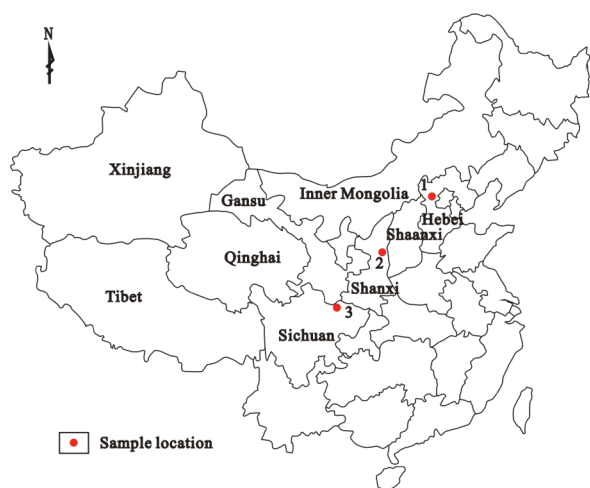 N
Xinjiang
Gansu
Inner Mongolia
1
Hebei
Shaanxi
Qinghai
2
Shanxi
Tibet
3
Sichuan
Sample location